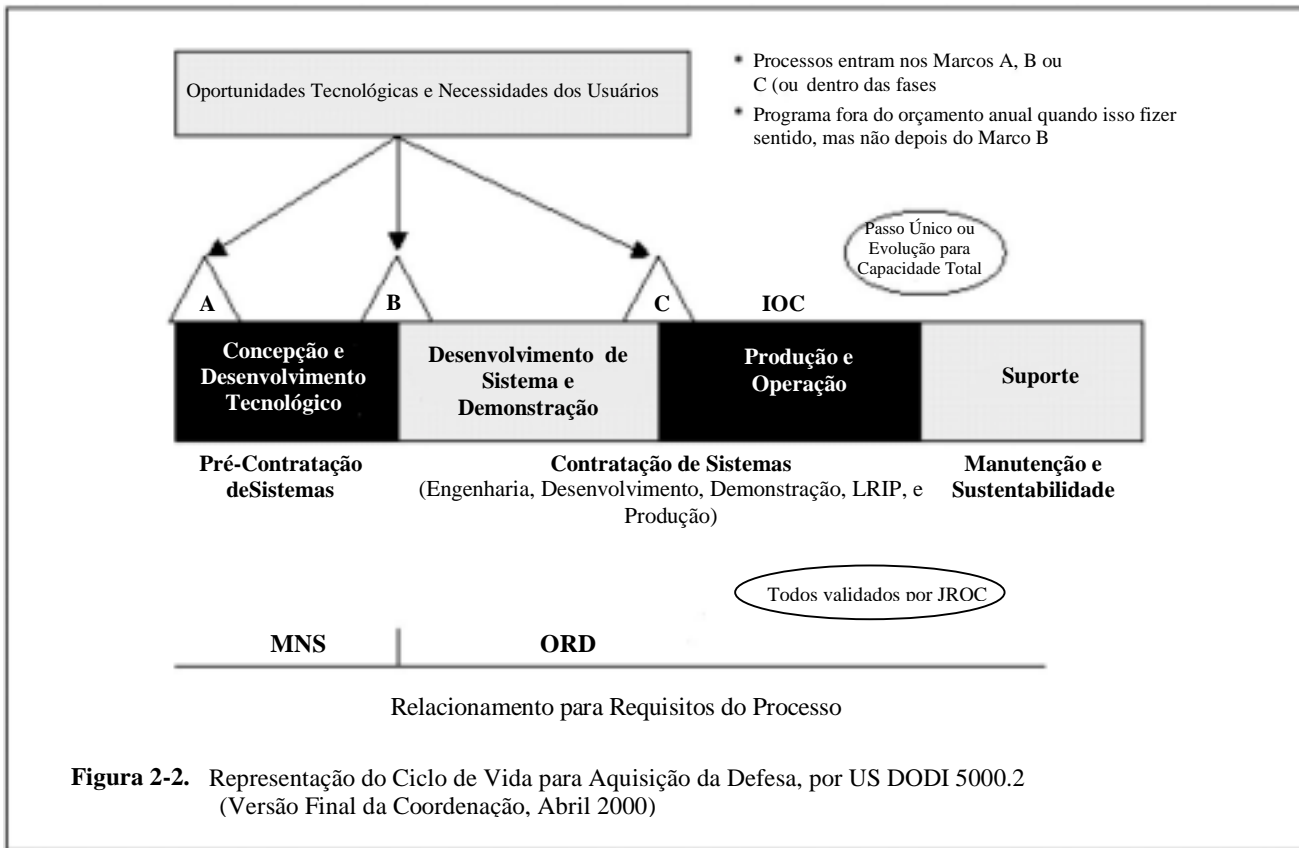 Oportunidades Tecnológicas e Necessidades dos Usuários
* Processos entram nos Marcos A, B ou
C (ou dentro das fases
* Programa fora do orçamento anual quando isso fizer
sentido, mas não depois do Marco B
Passo Único ou
Evolução para
Capacidade Total
A
B
C
IOC
Concepção e
Desenvolvimento
Tecnológico
Desenvolvimento de
Sistema e
Demonstração
Produção e
Operação
Suporte
Pré-Contratação
deSistemas
Contratação de Sistemas
(Engenharia, Desenvolvimento, Demonstração, LRIP, e
Produção)
Manutenção e
Sustentabilidade
Todos validados por JROC
MNS
ORD
Relacionamento para Requisitos do Processo
Figura 2-2. Representação do Ciclo de Vida para Aquisição da Defesa, por US DODI 5000.2
(Versão Final da Coordenação, Abril 2000)